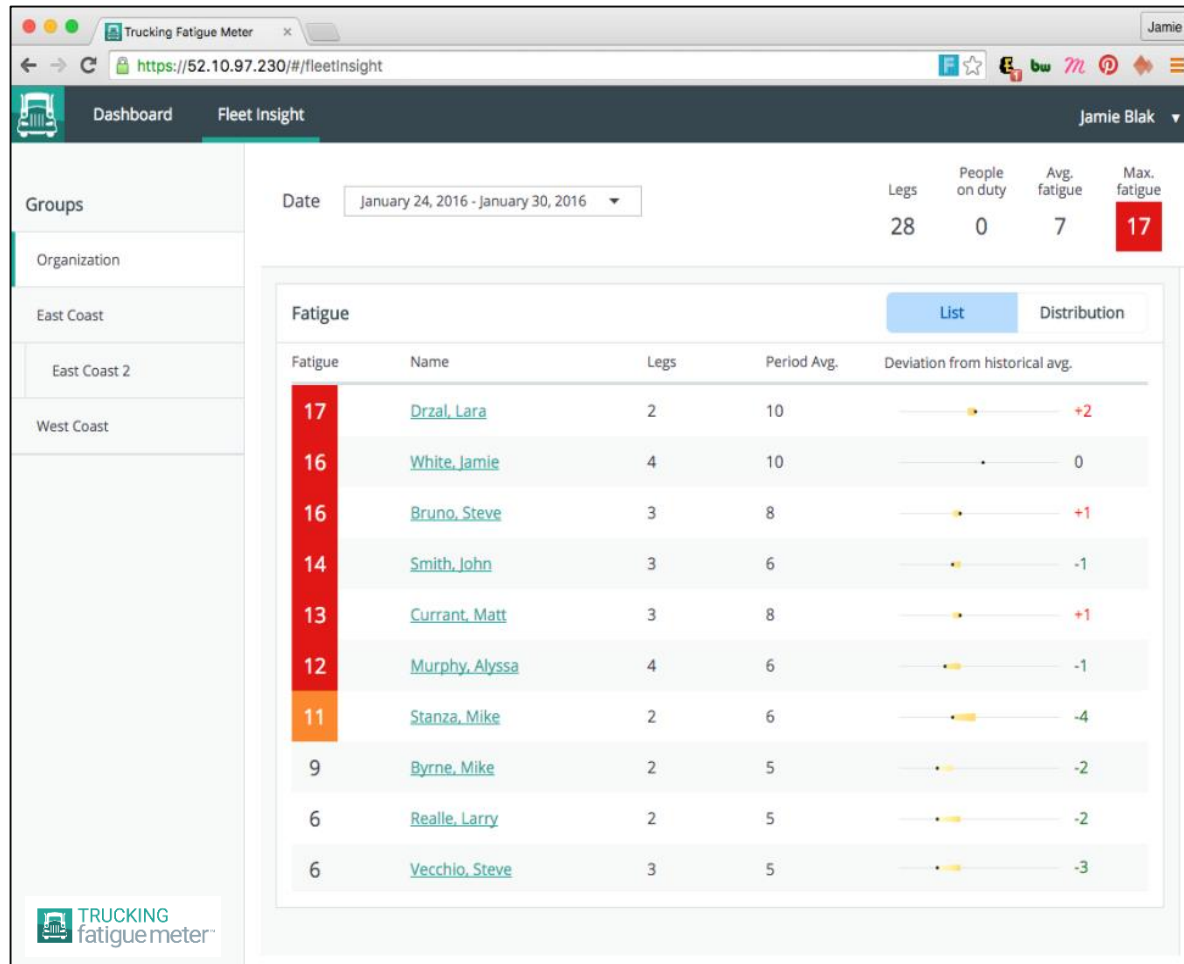 Trucking Fatigue Meter
Jamie
https://52.10.97.230/#/fleetInsight
F
1
bw
Dashboard
Fleet Insight
Jamie Blak
Groups
Organization
East Coast
East Coast 2
West Coast
Date
January 24, 2016 - January 30, 2016
Legs
28
People
on duty
0
Avg.
fatigue
7
Max.
fatigue
17
Fatigue
List
Distribution
Fatigue Name Legs Period Avg. Deviation from historical avg.
17 Drzal, Lara 2 10 +2
16 White, Jamie 4 10 0
16 Bruno, Steve 3 8 +1
14 Smith, John 3 6 -1
13 Currant, Matt 3 8 +1
12 Murphy, Alyssa 4 6 -1
11 Stanza, Mike 2 6 -4
9 Byrne, Mike 2 5 -2
6 Realle, Larry 2 5 -2
6 Vecchio, Steve 3 5 -3
TRUCKING
fatigue meter